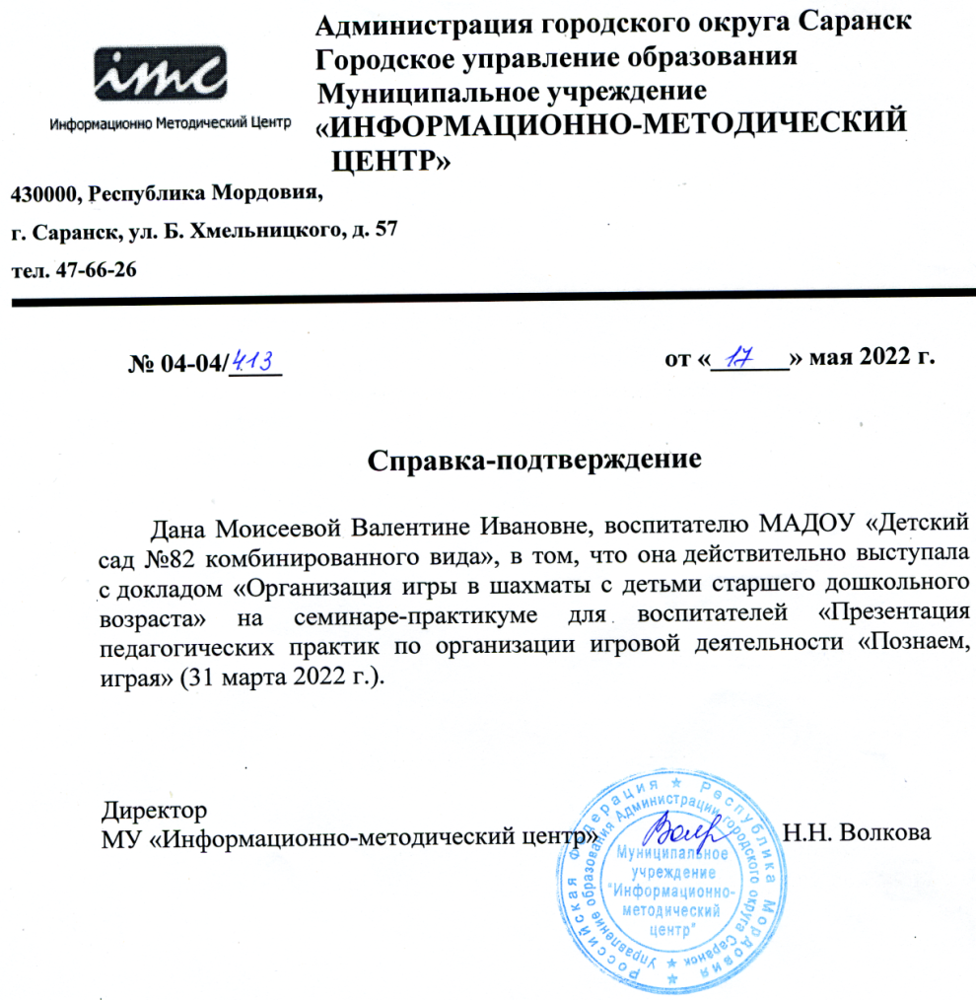 Администрация городского округа Саранск
Городское управление образования
Муниципальное учреждение
«ИНФОРМАЦИОННО-МЕТОДИЧЕСКИЙ
ЦЕНТР»
imc
Информационно Методический Центр
430000, Республика Мордовия,
г. Саранск, ул. Б. Хмельницкого, д. 57
тел. 47-66-26
№ 04-04/413
от «17» мая 2022 г.
Справка-подтверждение
Дана Моисеевой Валентине Ивановне, воспитателю МАДОУ «Детский
сад №82 комбинированного вида», в том, что она действительно выступала
с докладом «Организация игры в шахматы с детьми старшего дошкольного
возраста» на семинаре-практикуме для воспитателей «Презентация
педагогических практик по организации игровой деятельности «Познаем,
играя» (31 марта 2022 г.).
Директор
МУ «Информационно-методический центр»
Н.Н. Волкова
Российская Федерация ★ Республика Мордовия ★
Управление образования Администрации городского округа Саранск ★
Муниципальное
учреждение
"Информационно-
методический
центр"